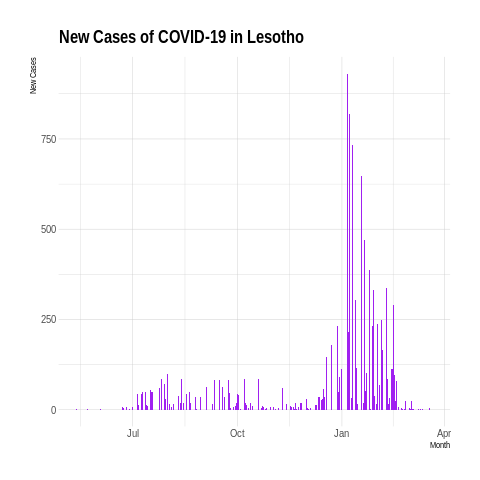 New Cases of COVID-19 in Lesotho
New Cases
750
500
250
0
Jul
Oct
Jan
Apr
Month